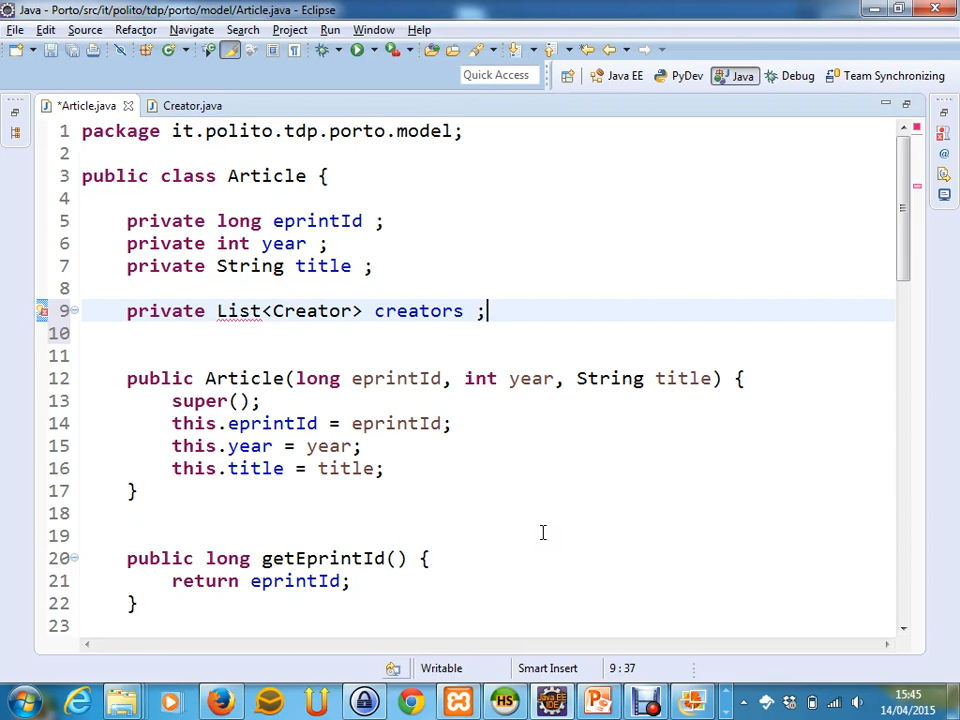 Java - Porto/src/it/polito/tdp/porto/model/Article.java - Eclipse
File Edit Source Refactor Navigate Search Project Run Window Help
Quick Access Java EE PyDev Java Debug Team Synchronizing
*Article.java Creator.java
1 package it.polito.tdp.porto.model;
2
3 public class Article {
4
5 private long eprintId ;
6 private int year ;
7 private String title ;
8
9 private List<Creator> creators ;
10
11
12 public Article(long eprintId, int year, String title) {
13 super();
14 this.eprintId = eprintId;
15 this.year = year;
16 this.title = title;
17 }
18
19
20 public long getEprintId() {
21 return eprintId;
22 }
23
Writable Smart Insert 9 : 37
15:45
14/04/2015